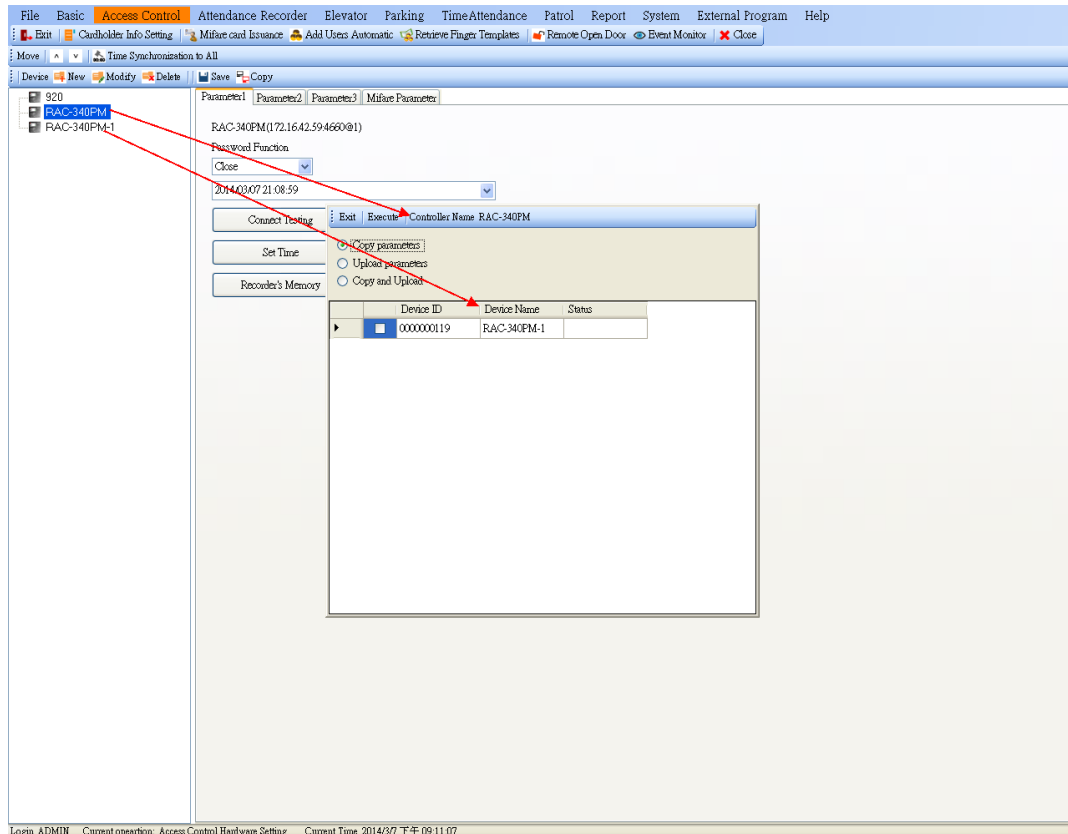 File Basic Access Control Attendance Recorder Elevator Parking TimeAttendance Patrol Report System External Program Help
Exit Cardholder Info Setting Mifare card Issuance Add Users Automatic Retrieve Finger Templates Remote Open Door Event Monitor Close
Move Time Synchronization to All
Device New Modify Delete Save Copy
920
RAC-340PM
RAC-340PM-1
Parameter1 Parameter2 Parameter3 Mifare Parameter
RAC-340PM(172.16.42.59:4660@1)
Password Function
Close
2014/03/07 21:08:59
Connect Testing
Set Time
Recorder's Memory
Exit Execute Controller Name RAC-340PM
Copy parameters
Upload parameters
Copy and Upload
Device ID Device Name Status
0000000119 RAC-340PM-1
Login ADMIN Current opeartion: Access Control Hardware Setting Current Time 2014/3/7 下午 09:11:07